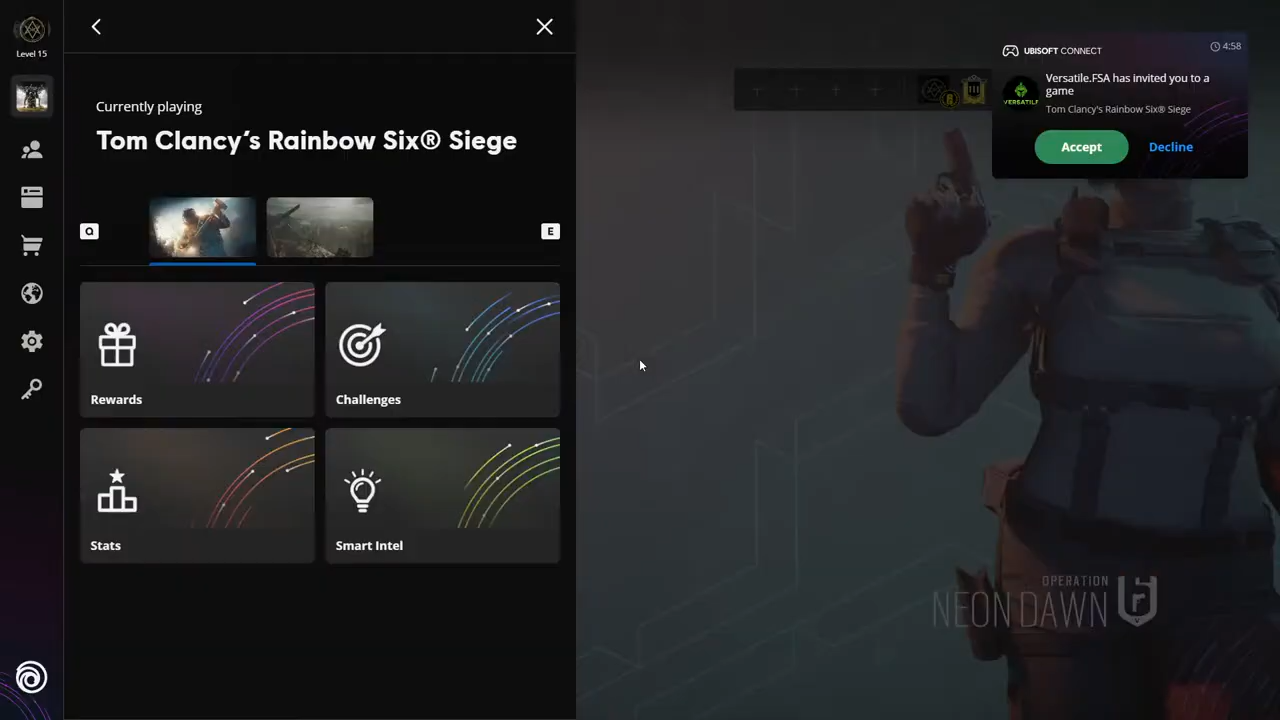 Level 15
Currently playing
Tom Clancy's Rainbow Six® Siege
Q
E
Rewards
Challenges
Stats
Smart Intel
UBISOFT CONNECT
4:58
Versatile.FSA has invited you to a
game
VERSATILE
Tom Clancy's Rainbow Six® Siege
Accept
Decline
OPERATION
NEON DAWN